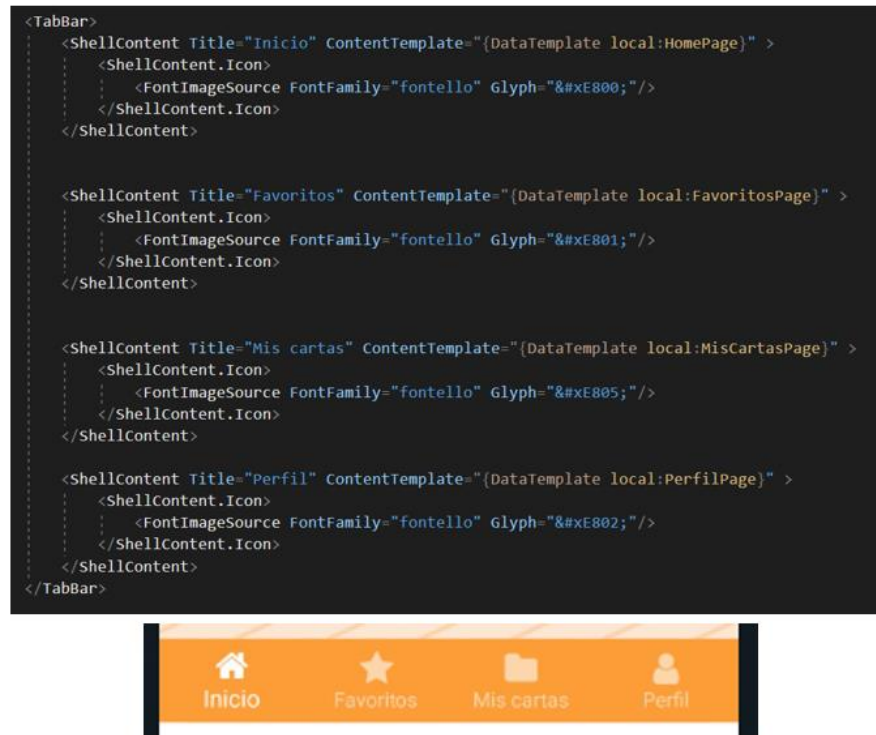 <TabBar>
<ShellContent Title="Inicio" ContentTemplate="{DataTemplate local:HomePage}" >
<ShellContent.Icon>
<FontImageSource FontFamily="fontello" Glyph="&#xE800;"/>
</ShellContent.Icon>
</ShellContent>
<ShellContent Title="Favoritos" ContentTemplate="{DataTemplate local:FavoritosPage}" >
<ShellContent.Icon>
<FontImageSource FontFamily="fontello" Glyph="&#xE801;"/>
</ShellContent.Icon>
</ShellContent>
<ShellContent Title="Mis cartas" ContentTemplate="{DataTemplate local:MisCartasPage}" >
<ShellContent.Icon>
<FontImageSource FontFamily="fontello" Glyph="&#xE805;"/>
</ShellContent.Icon>
</ShellContent>
<ShellContent Title="Perfil" ContentTemplate="{DataTemplate local:PerfilPage}" >
<ShellContent.Icon>
<FontImageSource FontFamily="fontello" Glyph="&#xE802;"/>
</ShellContent.Icon>
</ShellContent>
</TabBar>
Inicio Favoritos Mis cartas Perfil